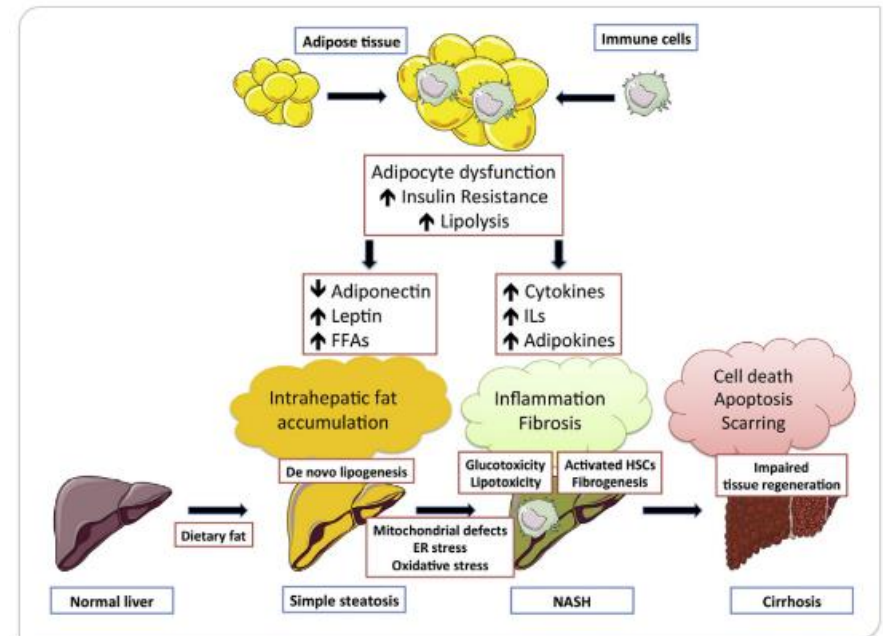 Adipose tissue
Immune cells
Adipocyte dysfunction
↑ Insulin Resistance
↑ Lipolysis
↓ Adiponectin
↑ Leptin
↑ FFAs
↑ Cytokines
↑ ILs
↑ Adipokines
Intrahepatic fat
accumulation
Inflammation
Fibrosis
Cell death
Apoptosis
Scarring
De novo lipogenesis
Glucotoxicity
Lipotoxicity
Activated HSCs
Fibrogenesis
Impaired
tissue regeneration
Dietary fat
Mitochondrial defects
ER stress
Oxidative stress
Normal liver
Simple steatosis
NASH
Cirrhosis